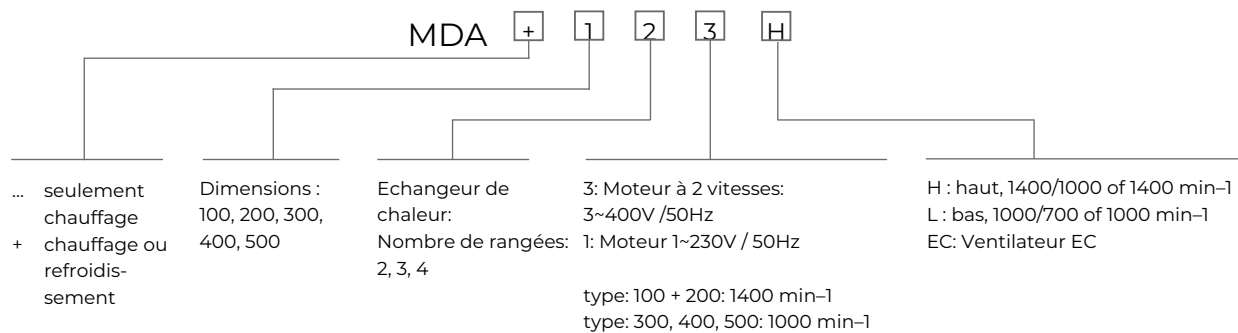 MDA + 1 2 3 H
... seulement
chauffage
+ chauffage ou
refroidis-
sement
Dimensions :
100, 200, 300,
400, 500
Echangeur de
chaleur:
Nombre de rangées:
2, 3, 4
3: Moteur à 2 vitesses:
3~400V /50Hz
1: Moteur 1~230V / 50Hz
type: 100 + 200: 1400 min–1
type: 300, 400, 500: 1000 min–1
H : haut, 1400/1000 of 1400 min–1
L : bas, 1000/700 of 1000 min–1
EC: Ventilateur EC